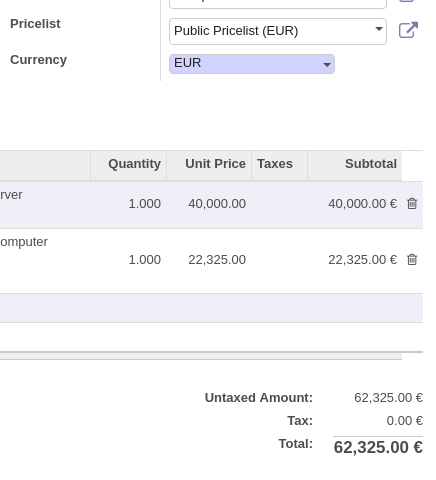 Pricelist Public Pricelist (EUR)
Currency EUR
Quantity Unit Price Taxes Subtotal
rver
1.000 40,000.00 40,000.00 €
omputer
1.000 22,325.00 22,325.00 €
Untaxed Amount: 62,325.00 €
Tax: 0.00 €
Total: 62,325.00 €